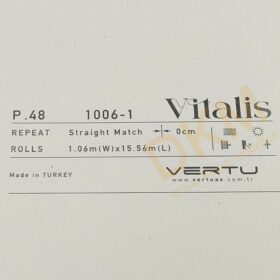 P.48 1006-1 Vitalis
REPEAT Straight Match 0cm
ROLLS 1.06m(W)x15.56m(L)
Made in TURKEY VERTU
www.vertuas.com.tr
DKM